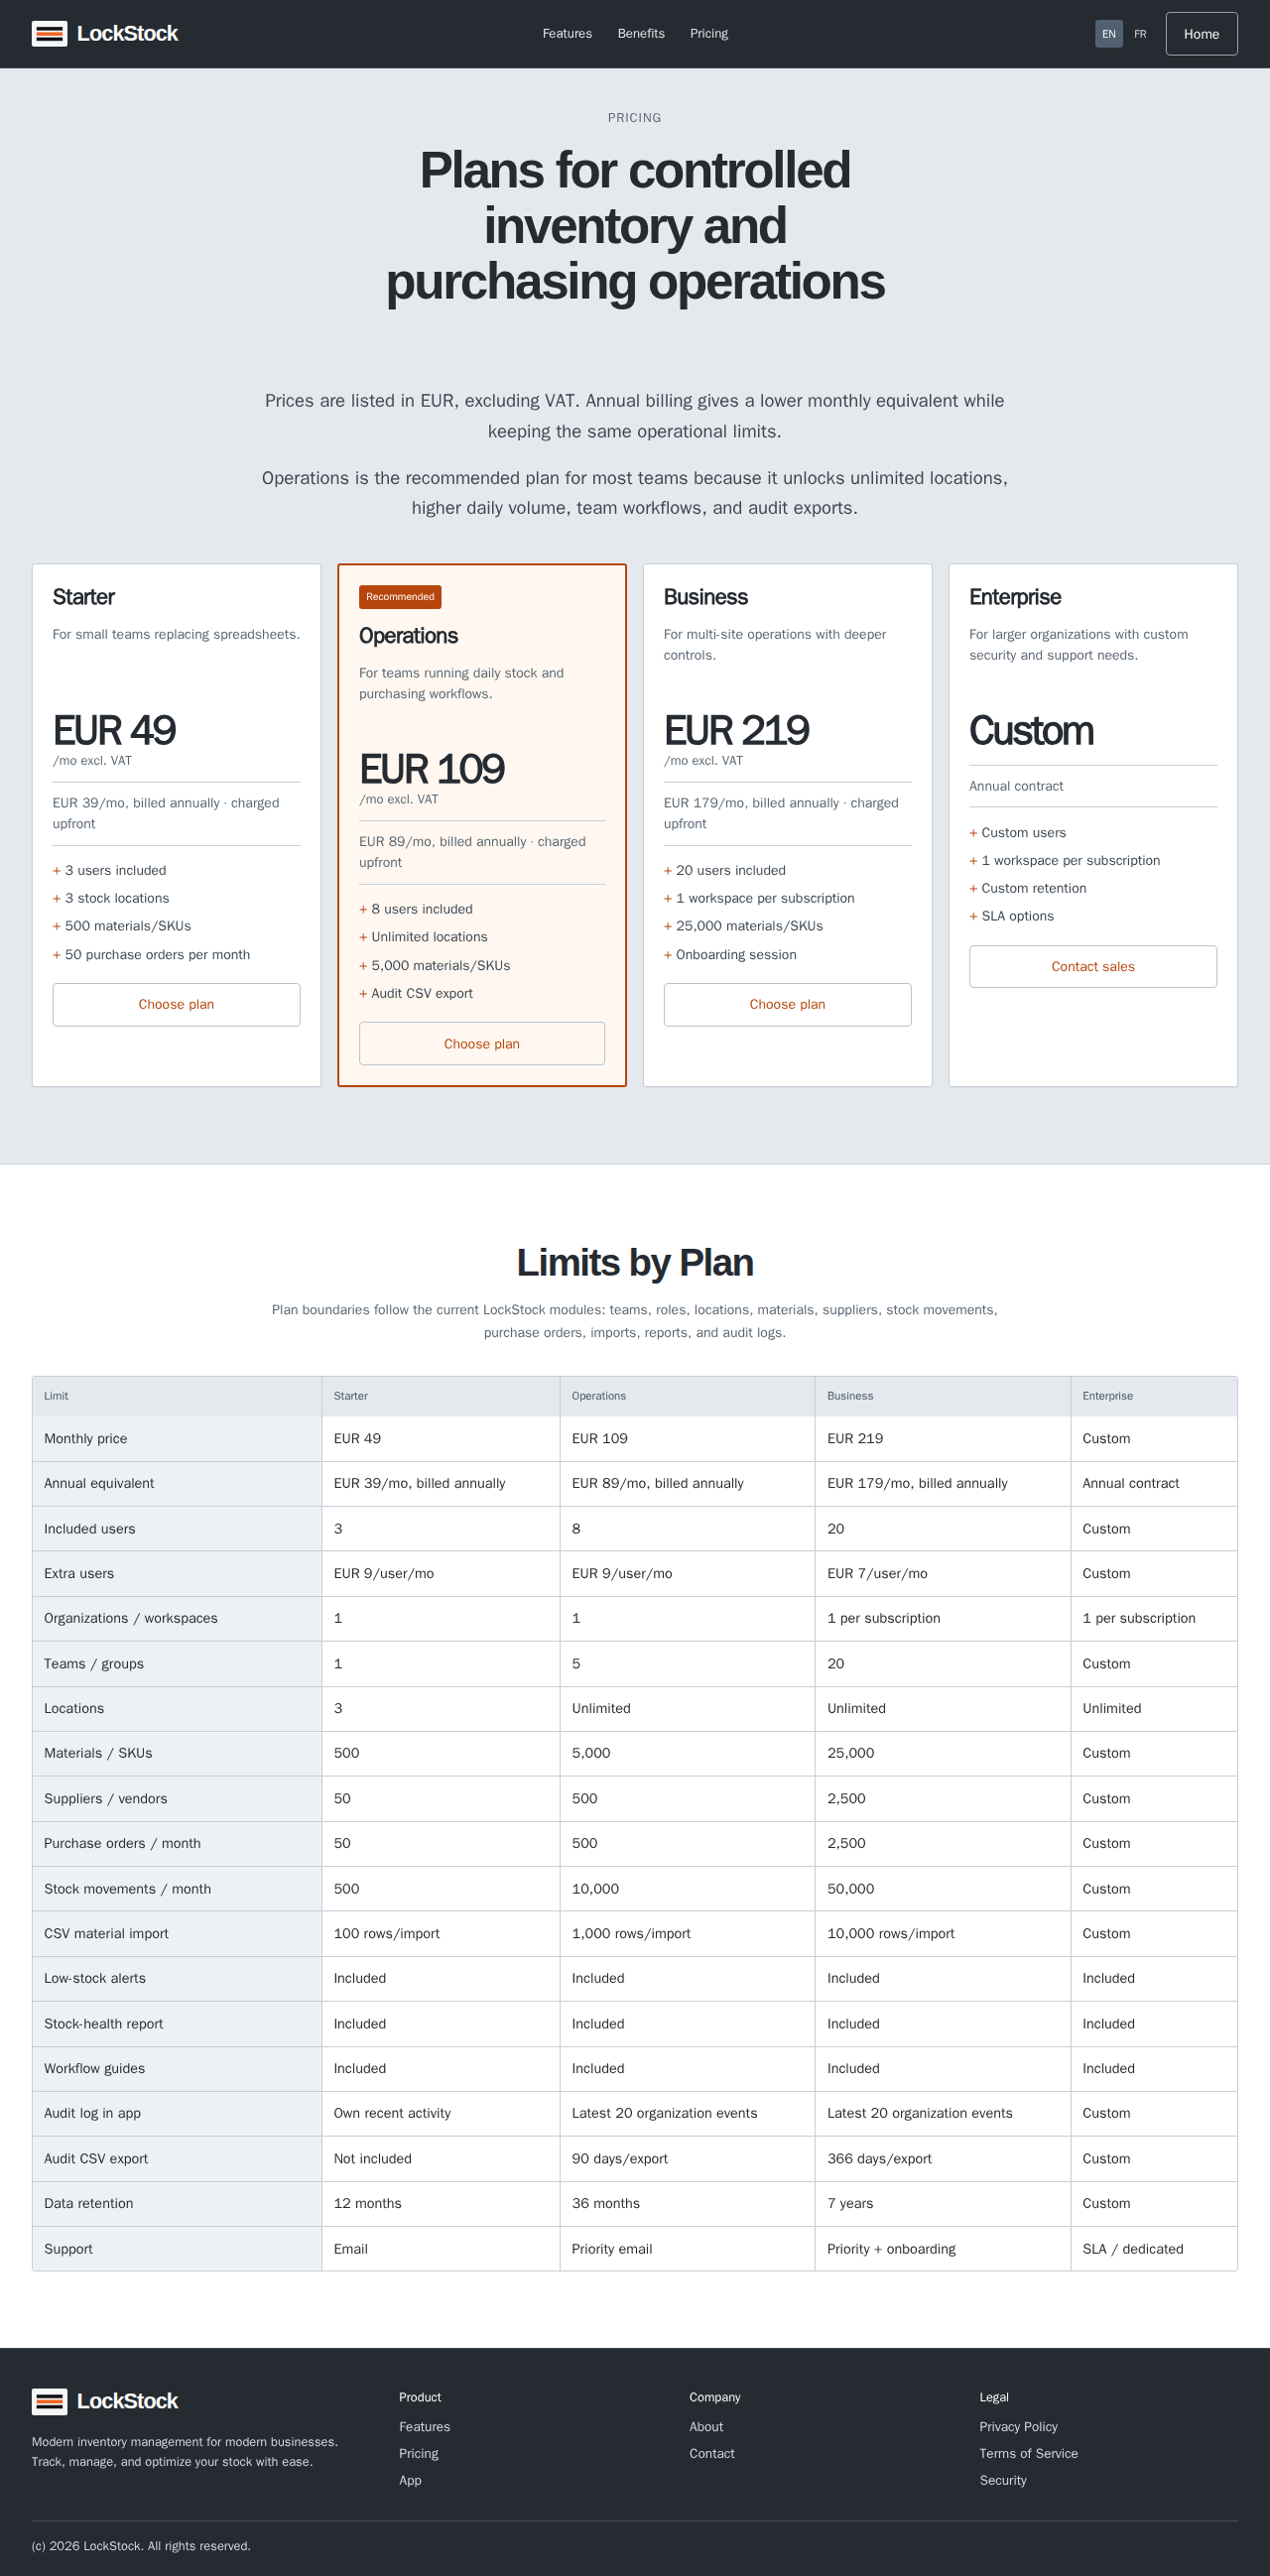 LockStock
Features Benefits Pricing
EN FR Home
PRICING
Plans for controlled
inventory and
purchasing operations
Prices are listed in EUR, excluding VAT. Annual billing gives a lower monthly equivalent while
keeping the same operational limits.
Operations is the recommended plan for most teams because it unlocks unlimited locations,
higher daily volume, team workflows, and audit exports.
Starter
For small teams replacing spreadsheets.
EUR 49
/mo excl. VAT
EUR 39/mo, billed annually · charged
upfront
+ 3 users included
+ 3 stock locations
+ 500 materials/SKUs
+ 50 purchase orders per month
Choose plan
Recommended
Operations
For teams running daily stock and
purchasing workflows.
EUR 109
/mo excl. VAT
EUR 89/mo, billed annually · charged
upfront
+ 8 users included
+ Unlimited locations
+ 5,000 materials/SKUs
+ Audit CSV export
Choose plan
Business
For multi-site operations with deeper
controls.
EUR 219
/mo excl. VAT
EUR 179/mo, billed annually · charged
upfront
+ 20 users included
+ 1 workspace per subscription
+ 25,000 materials/SKUs
+ Onboarding session
Choose plan
Enterprise
For larger organizations with custom
security and support needs.
Custom
Annual contract
+ Custom users
+ 1 workspace per subscription
+ Custom retention
+ SLA options
Contact sales
Limits by Plan
Plan boundaries follow the current LockStock modules: teams, roles, locations, materials, suppliers, stock movements,
purchase orders, imports, reports, and audit logs.
Limit Starter Operations Business Enterprise
Monthly price EUR 49 EUR 109 EUR 219 Custom
Annual equivalent EUR 39/mo, billed annually EUR 89/mo, billed annually EUR 179/mo, billed annually Annual contract
Included users 3 8 20 Custom
Extra users EUR 9/user/mo EUR 9/user/mo EUR 7/user/mo Custom
Organizations / workspaces 1 1 1 per subscription 1 per subscription
Teams / groups 1 5 20 Custom
Locations 3 Unlimited Unlimited Unlimited
Materials / SKUs 500 5,000 25,000 Custom
Suppliers / vendors 50 500 2,500 Custom
Purchase orders / month 50 500 2,500 Custom
Stock movements / month 500 10,000 50,000 Custom
CSV material import 100 rows/import 1,000 rows/import 10,000 rows/import Custom
Low-stock alerts Included Included Included Included
Stock-health report Included Included Included Included
Workflow guides Included Included Included Included
Audit log in app Own recent activity Latest 20 organization events Latest 20 organization events Custom
Audit CSV export Not included 90 days/export 366 days/export Custom
Data retention 12 months 36 months 7 years Custom
Support Email Priority email Priority + onboarding SLA / dedicated
LockStock
Modern inventory management for modern businesses.
Track, manage, and optimize your stock with ease.
Product
Features
Pricing
App
Company
About
Contact
Legal
Privacy Policy
Terms of Service
Security
(c) 2026 LockStock. All rights reserved.